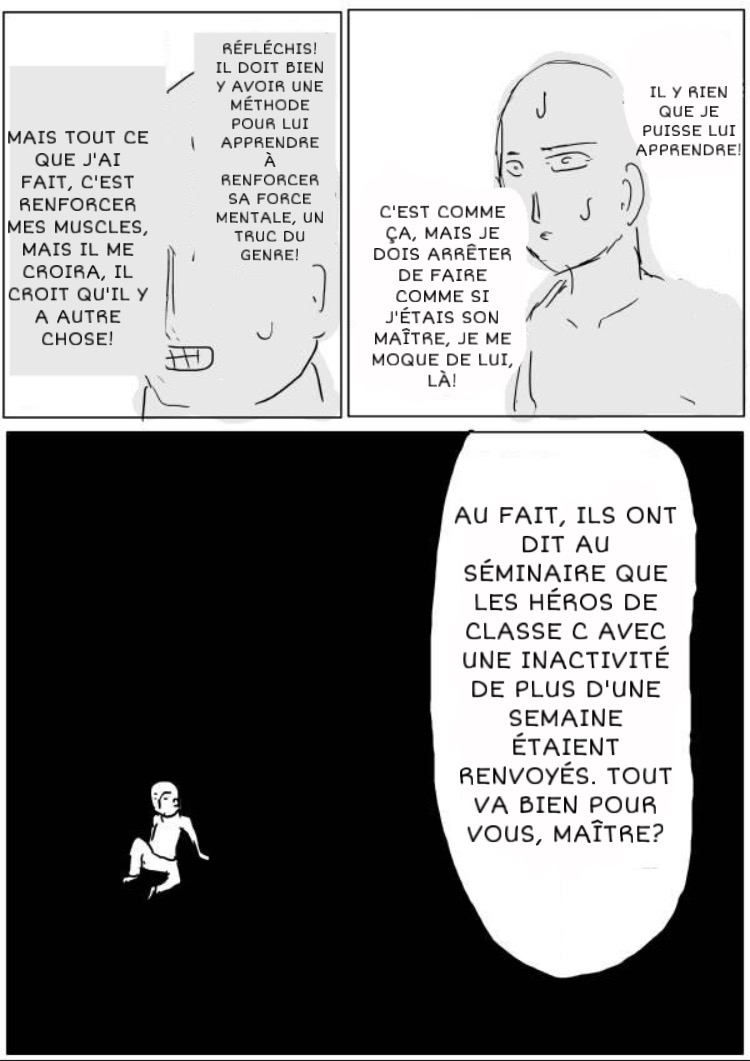 IL Y RIEN
QUE JE
PUISSE LUI
APPRENDRE!
C'EST COMME
ÇA, MAIS JE
DOIS ARRÊTER
DE FAIRE
COMME SI
J'ÉTAIS SON
MAÎTRE, JE ME
MOQUE DE LUI,
LÀ!
RÉFLÉCHIS!
IL DOIT BIEN
Y AVOIR UNE
MÉTHODE
POUR LUI
APPRENDRE
À
RENFORCER
SA FORCE
MENTALE, UN
TRUC DU
GENRE!
MAIS TOUT CE
QUE J'AI
FAIT, C'EST
RENFORCER
MES MUSCLES,
MAIS IL ME
CROIRA, IL
CROIT QU'IL Y
A AUTRE
CHOSE!
AU FAIT, ILS ONT
DIT AU
SÉMINAIRE QUE
LES HÉROS DE
CLASSE C AVEC
UNE INACTIVITÉ
DE PLUS D'UNE
SEMAINE
ÉTAIENT
RENVOYÉS. TOUT
VA BIEN POUR
VOUS, MAÎTRE?